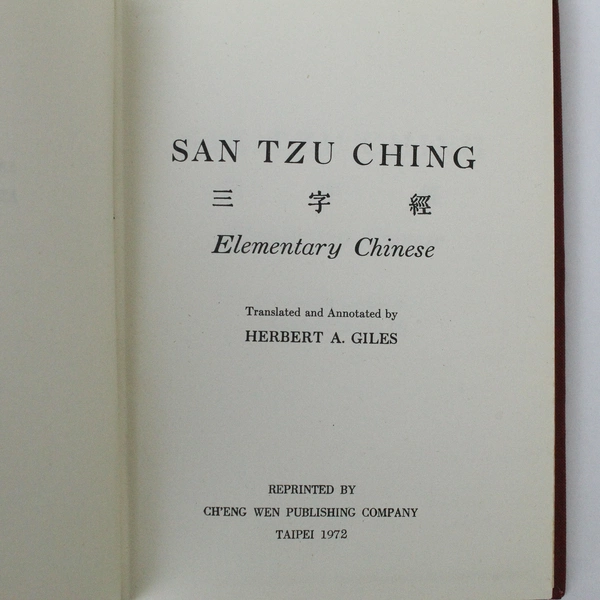 SAN TZU CHING
三 字 經
Elementary Chinese
Translated and Annotated by
HERBERT A. GILES
REPRINTED BY
CH'ENG WEN PUBLISHING COMPANY
TAIPEI 1972